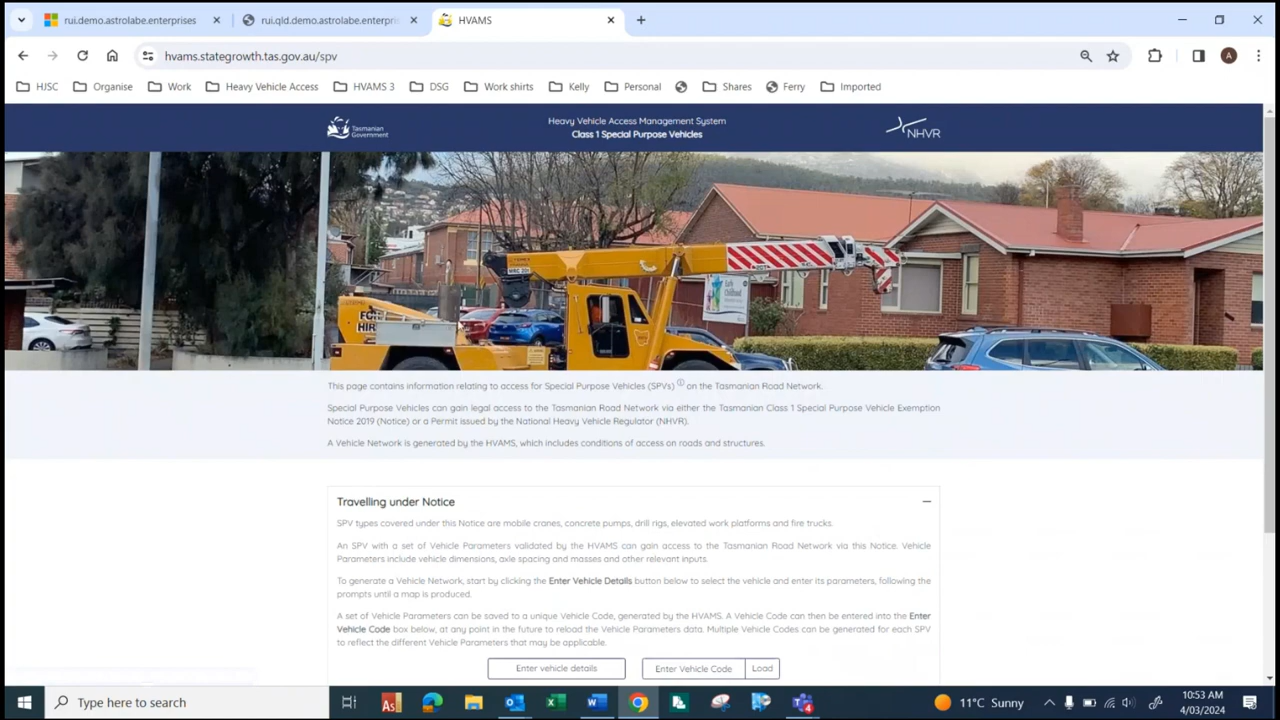 rui.demo.astrolabe.enterprises
rui.qld.demo.astrolabe.enterpri
HVAMS
hvams.stategrowth.tas.gov.au/spv
A
HJSC Organise Work Heavy Vehicle Access HVAMS 3 DSG Work shirts Kelly Personal Shares Ferry Imported
Tasmanian
Government
Heavy Vehicle Access Management System
Class 1 Special Purpose Vehicles
NHVR
FOR
HIRE
This page contains information relating to access for Special Purpose Vehicles (SPVs) ⓘ on the Tasmanian Road Network.
Special Purpose Vehicles can gain legal access to the Tasmanian Road Network via either the Tasmanian Class 1 Special Purpose Vehicle Exemption
Notice 2019 (Notice) or a Permit issued by the National Heavy Vehicle Regulator (NHVR).
A Vehicle Network is generated by the HVAMS, which includes conditions of access on roads and structures.
Travelling under Notice
SPV types covered under this Notice are mobile cranes, concrete pumps, drill rigs, elevated work platforms and fire trucks.
An SPV with a set of Vehicle Parameters validated by the HVAMS can gain access to the Tasmanian Road Network via this Notice. Vehicle
Parameters include vehicle dimensions, axle spacing and masses and other relevant inputs.
To generate a Vehicle Network, start by clicking the Enter Vehicle Details button below to select the vehicle and enter its parameters, following the
prompts until a map is produced.
A set of Vehicle Parameters can be saved to a unique Vehicle Code, generated by the HVAMS. A Vehicle Code can then be entered into the Enter
Vehicle Code box below, at any point in the future to reload the Vehicle Parameters data. Multiple Vehicle Codes can be generated for each SPV
to reflect the different Vehicle Parameters that may be applicable.
Enter vehicle details Enter Vehicle Code Load
Type here to search
11°C Sunny
10:53 AM
4/03/2024